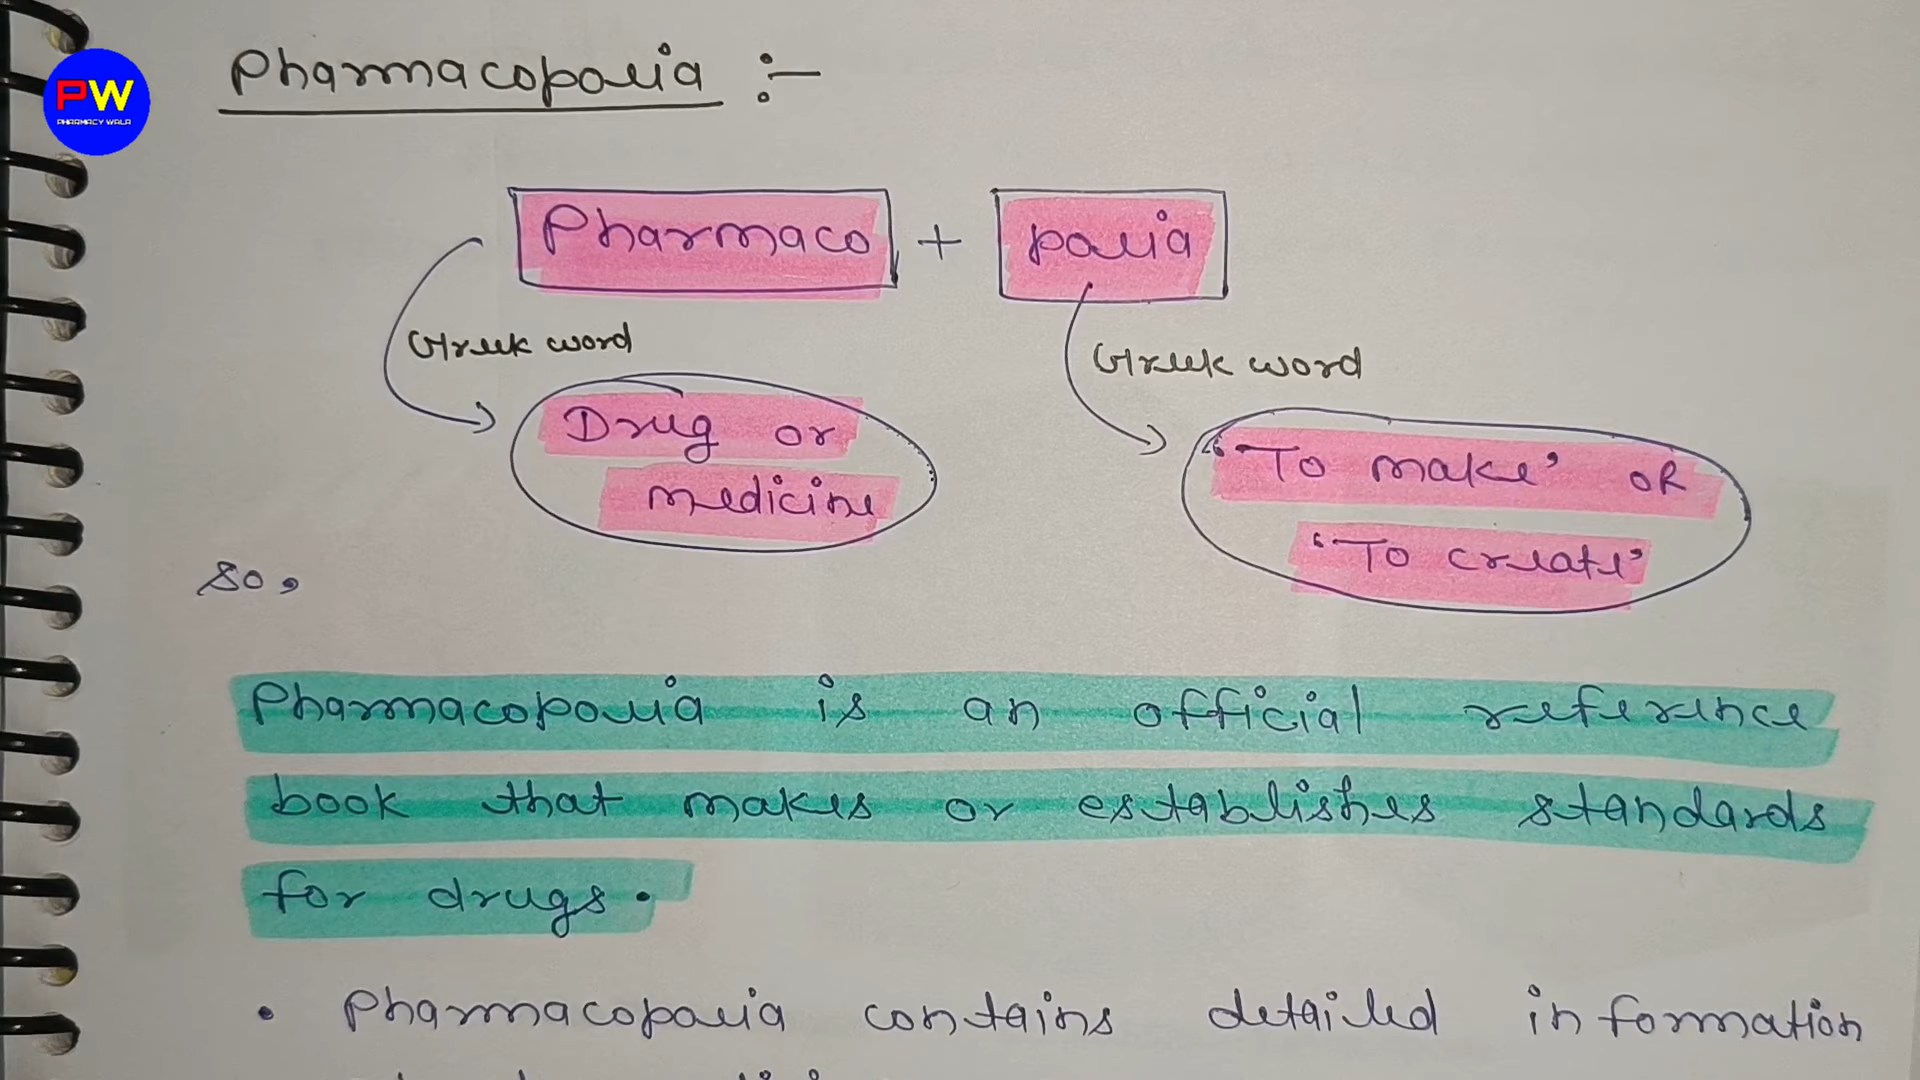 Pharmacopoeia :-
PW
PHARMACY WALA
Pharmaco + poeia
Greek word Greek word
Drug or
medicine
"To make' or
'To create'
So,
Pharmacopoeia is an official reference
book that makes or establishes standards
for drugs.
• Pharmacopoeia contains detailed information